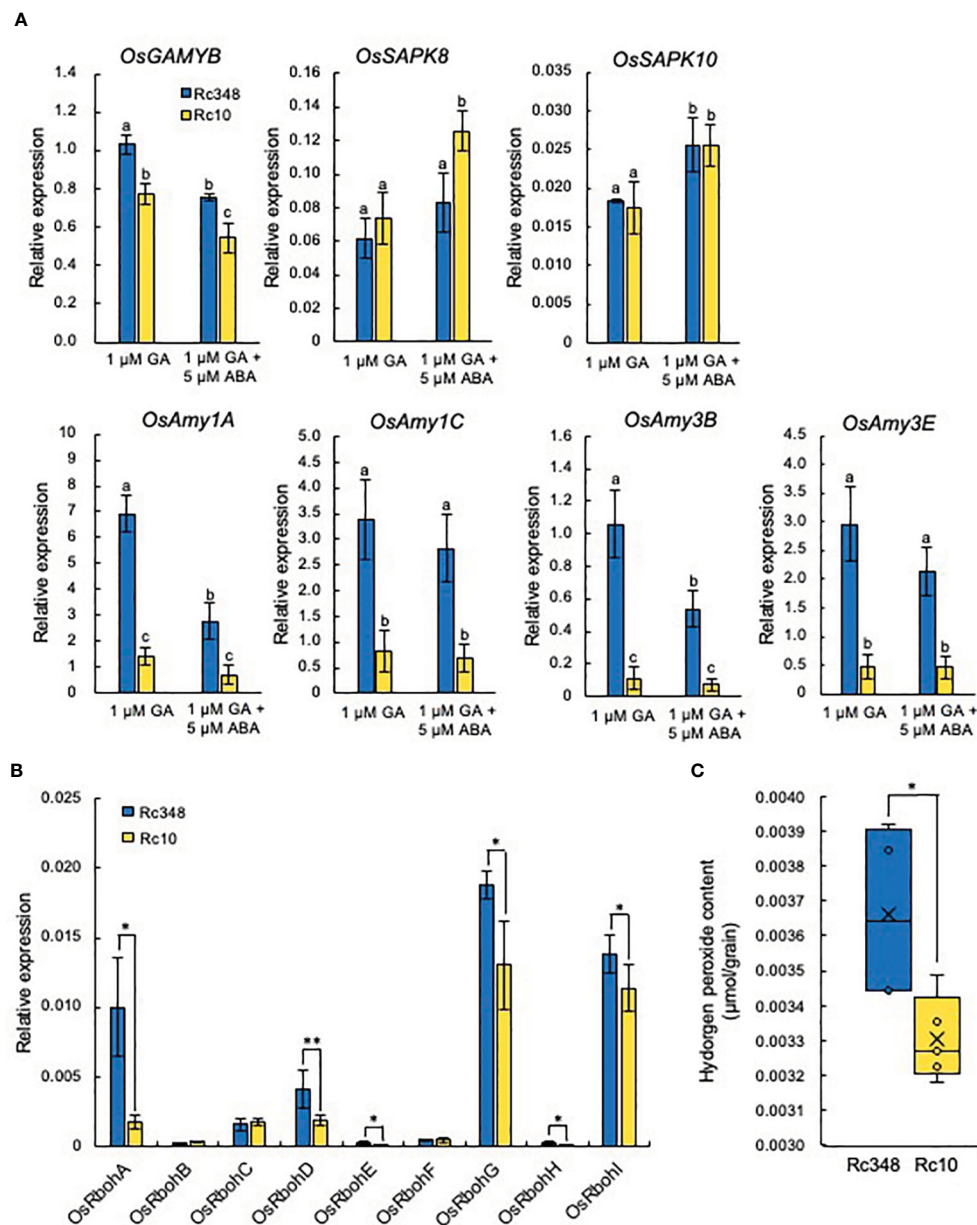 A
OsGAMYB
OsSAPK8
OsSAPK10
Relative expression
1.4
1.2
1.0
0.8
0.6
0.4
0.2
0.0
Rc348
Rc10
a
b
b
c
1 µM GA
1 µM GA +
5 µM ABA
Relative expression
0.16
0.14
0.12
0.10
0.08
0.06
0.04
0.02
0.00
a
a
a
b
1 µM GA
1 µM GA +
5 µM ABA
Relative expression
0.035
0.030
0.025
0.020
0.015
0.010
0.005
0.000
a
a
b
b
1 µM GA
1 µM GA +
5 µM ABA
OsAmy1A
OsAmy1C
OsAmy3B
OsAmy3E
Relative expression
10
9
8
7
6
5
4
3
2
1
0
a
c
b
c
1 µM GA
1 µM GA +
5 µM ABA
Relative expression
5.0
4.5
4.0
3.5
3.0
2.5
2.0
1.5
1.0
0.5
0
a
b
a
b
1 µM GA
1 µM GA +
5 µM ABA
Relative expression
1.6
1.4
1.2
1.0
0.8
0.6
0.4
0.2
0
a
c
b
c
1 µM GA
1 µM GA +
5 µM ABA
Relative expression
4.5
4.0
3.5
3.0
2.5
2.0
1.5
1.0
0.5
0
a
b
a
b
1 µM GA
1 µM GA +
5 µM ABA
B
Relative expression
0.025
0.020
0.015
0.010
0.005
0
Rc348
Rc10
*
**
*
*
*
*
OsRbohA
OsRbohB
OsRbohC
OsRbohD
OsRbohE
OsRbohF
OsRbohG
OsRbohH
OsRbohI
C
Hydorgen peroxide content
(µmol/grain)
0.0040
0.0039
0.0038
0.0037
0.0036
0.0035
0.0034
0.0033
0.0032
0.0031
0.0030
*
Rc348
Rc10